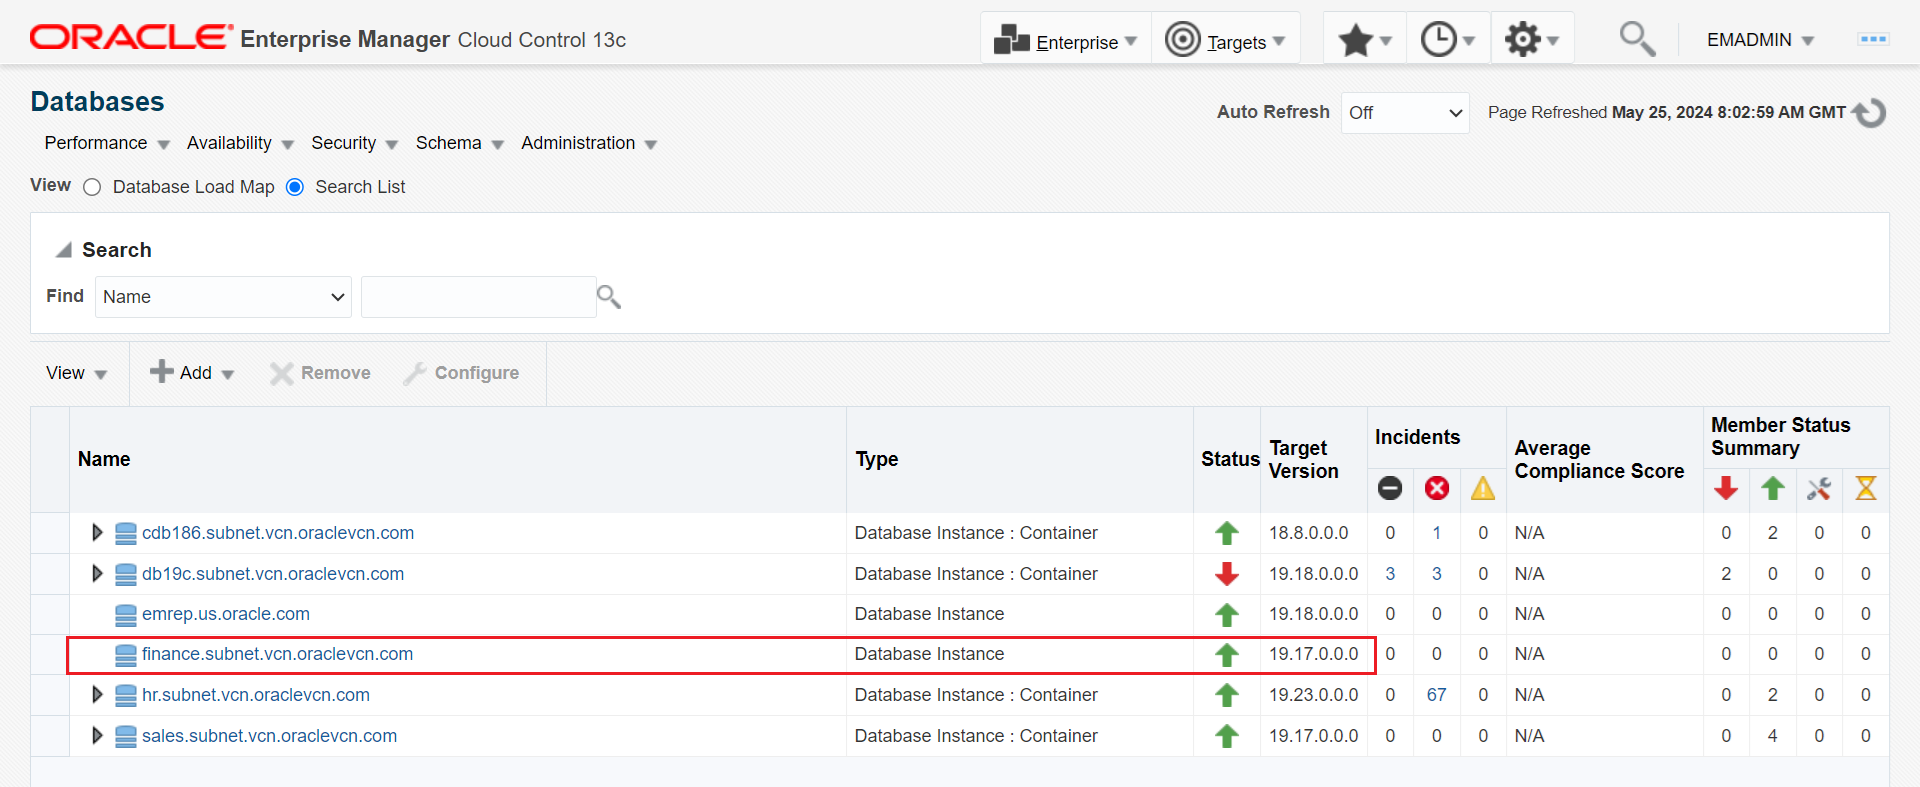 ORACLE Enterprise Manager Cloud Control 13c
Enterprise Targets EMADMIN
Databases
Auto Refresh Off Page Refreshed May 25, 2024 8:02:59 AM GMT
Performance Availability Security Schema Administration
View Database Load Map Search List
Search
Find Name
View Add Remove Configure
Name Type Status Target Version Incidents Average Compliance Score Member Status Summary
cdb186.subnet.vcn.oraclevcn.com Database Instance : Container 18.8.0.0.0 0 1 0 N/A 0 2 0 0
db19c.subnet.vcn.oraclevcn.com Database Instance : Container 19.18.0.0.0 3 3 0 N/A 2 0 0 0
emrep.us.oracle.com Database Instance 19.18.0.0.0 0 0 0 N/A 0 0 0 0
finance.subnet.vcn.oraclevcn.com Database Instance 19.17.0.0.0 0 0 0 N/A 0 0 0 0
hr.subnet.vcn.oraclevcn.com Database Instance : Container 19.23.0.0.0 0 67 0 N/A 0 2 0 0
sales.subnet.vcn.oraclevcn.com Database Instance : Container 19.17.0.0.0 0 0 0 N/A 0 4 0 0